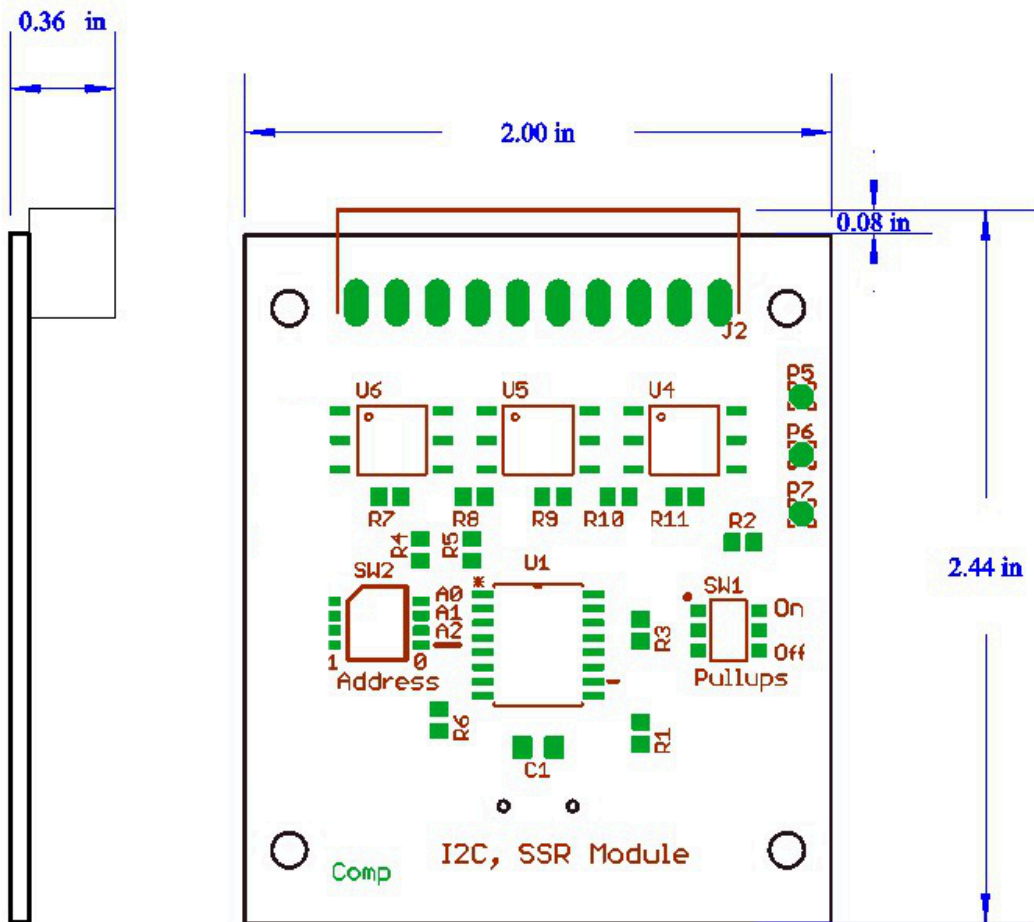 0.36 in
2.00 in
0.08 in
J2
P5
U6 U5 U4
P6
P7
R7 R8 R9 R10 R11 R2
R4 R5
2.44 in
SW2 * U1 SW1
A0
A1
A2
On
R3
1 0 Off
Address Pullups
R6 R1
C1
I2C, SSR Module
Comp